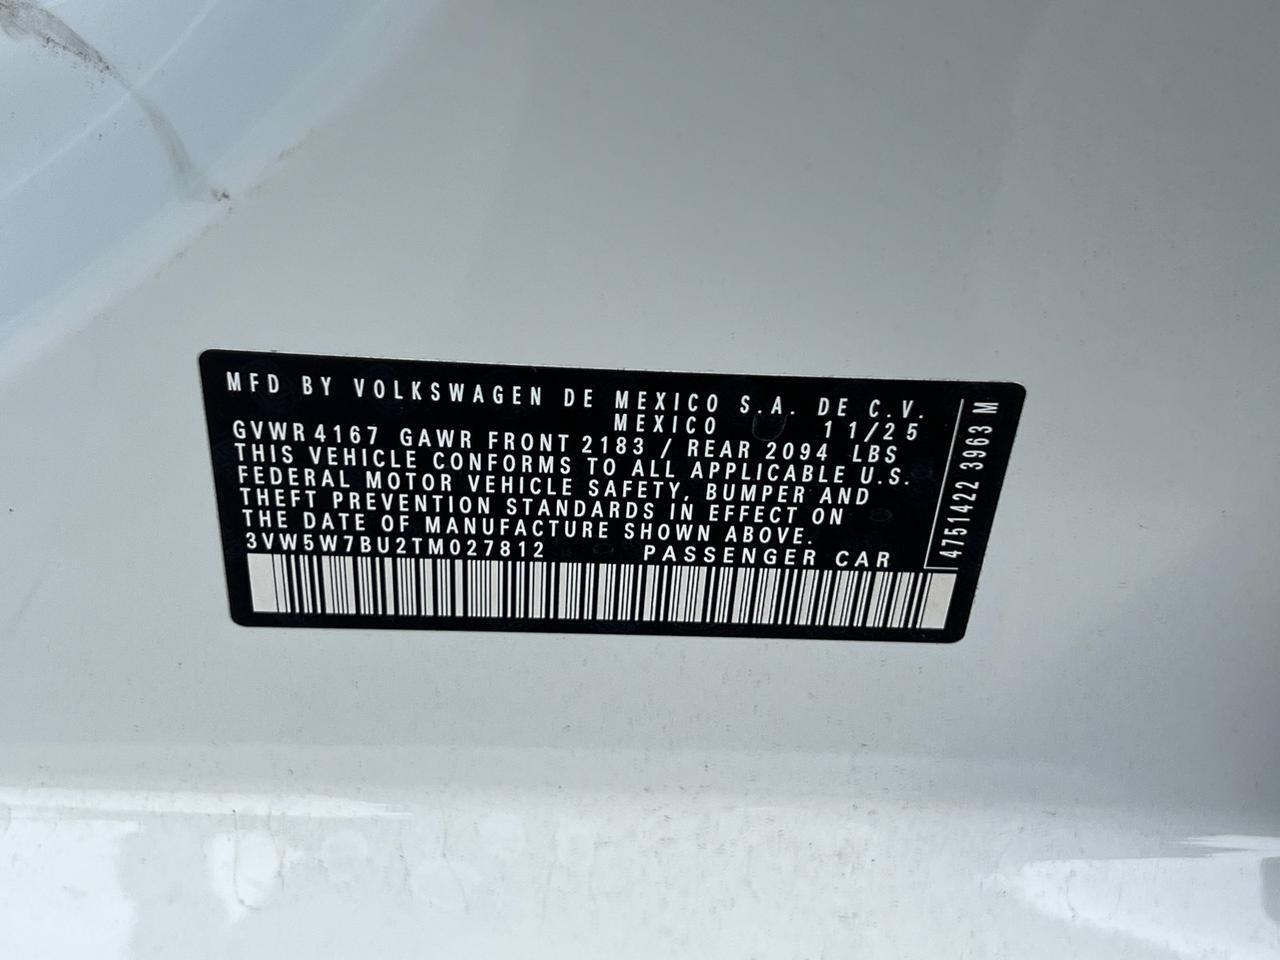 MFD BY VOLKSWAGEN DE MEXICO S.A. DE C.V.
MEXICO 11/25
GVWR 4167 GAWR FRONT 2183 / REAR 2094 LBS
THIS VEHICLE CONFORMS TO ALL APPLICABLE U.S.
FEDERAL MOTOR VEHICLE SAFETY, BUMPER AND
THEFT PREVENTION STANDARDS IN EFFECT ON
THE DATE OF MANUFACTURE SHOWN ABOVE.
3VW5W7BU2TM027812 PASSENGER CAR
4751422 3963 M